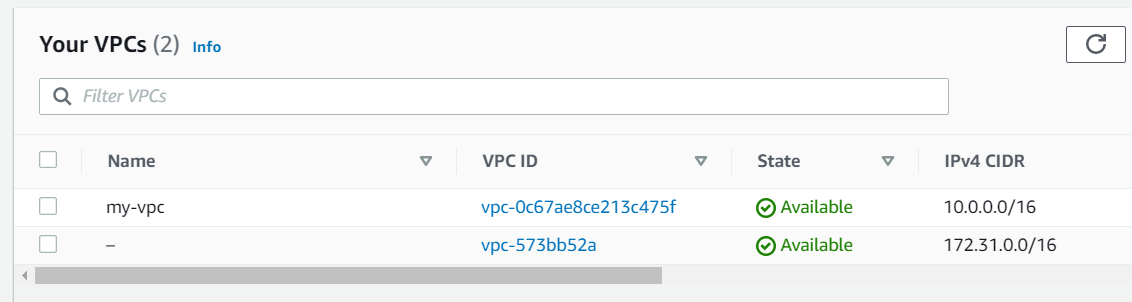 Your VPCs (2) Info
Filter VPCs
Name VPC ID State IPv4 CIDR
my-vpc vpc-0c67ae8ce213c475f Available 10.0.0.0/16
– vpc-573bb52a Available 172.31.0.0/16